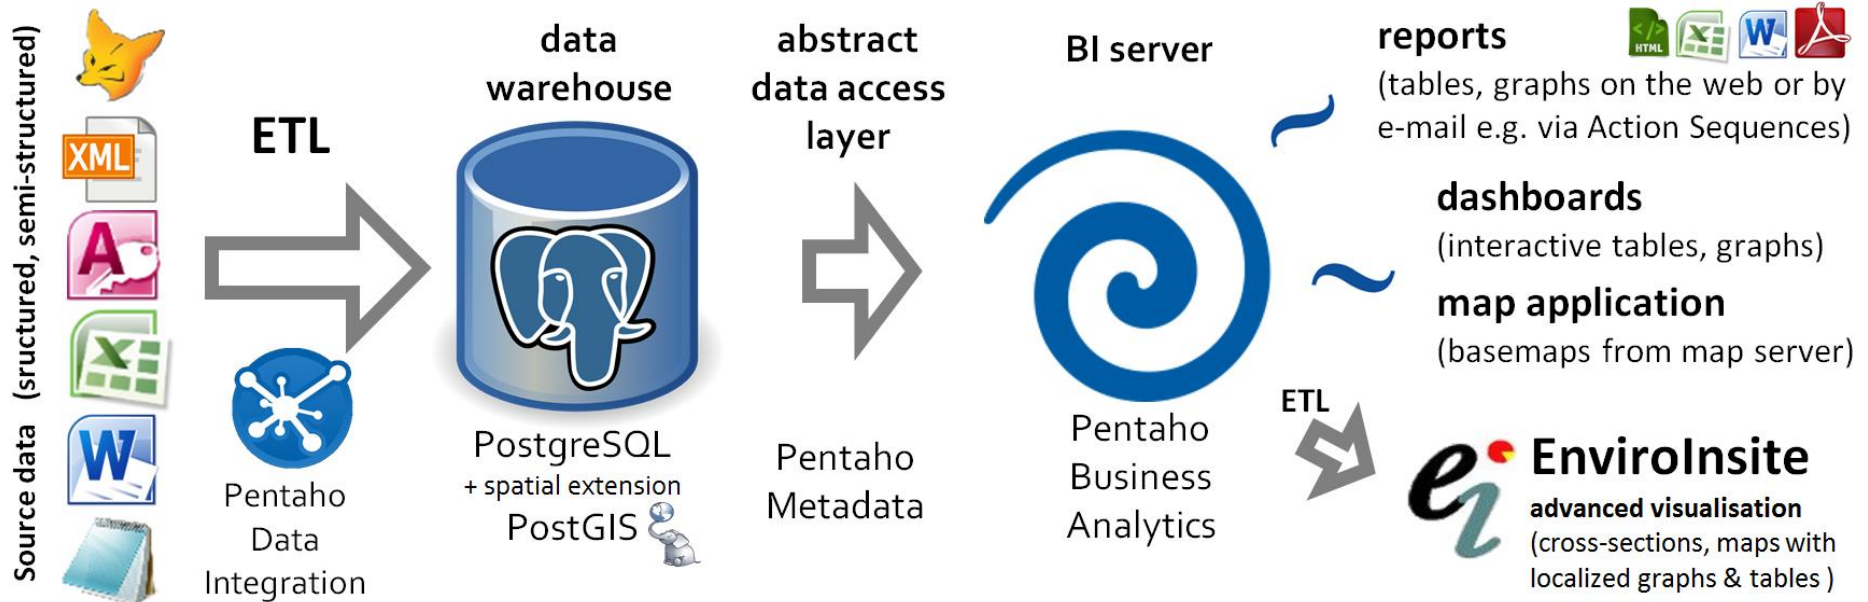 Source data (sructured, semi-structured)
XML
A
X
W
ETL
Pentaho
Data
Integration
data
warehouse
PostgreSQL
+ spatial extension
PostGIS
abstract
data access
layer
Pentaho
Metadata
BI server
Pentaho
Business
Analytics
reports
HTML
X
W
(tables, graphs on the web or by
e-mail e.g. via Action Sequences)
dashboards
(interactive tables, graphs)
map application
(basemaps from map server)
ETL
ei
EnviroInsite
advanced visualisation
(cross-sections, maps with
localized graphs & tables )